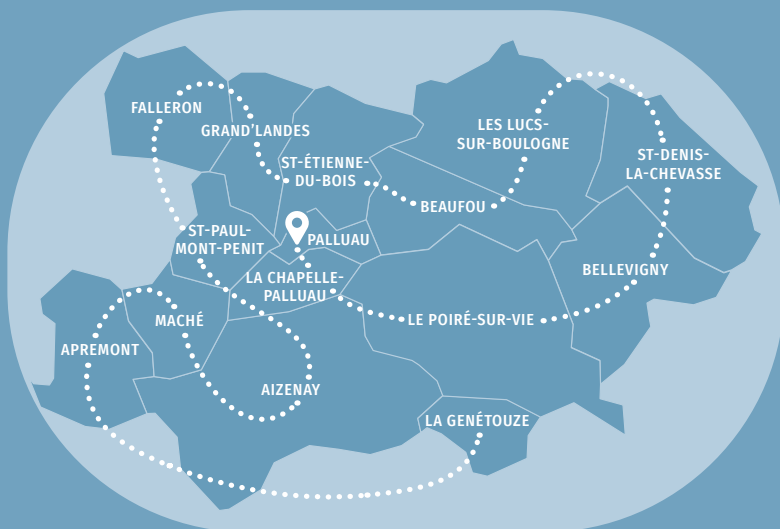 FALLERON
GRAND'LANDES
LES LUCS-
SUR-BOULOGNE
ST-DENIS-
LA-CHEVASSE
ST-ÉTIENNE-
DU-BOIS
BEAUFOU
ST-PAUL-
MONT-PENIT
PALLUAU
BELLEVIGNY
LA CHAPELLE-
PALLUAU
MACHÉ
LE POIRÉ-SUR-VIE
APREMONT
AIZENAY
LA GENÉTOUZE